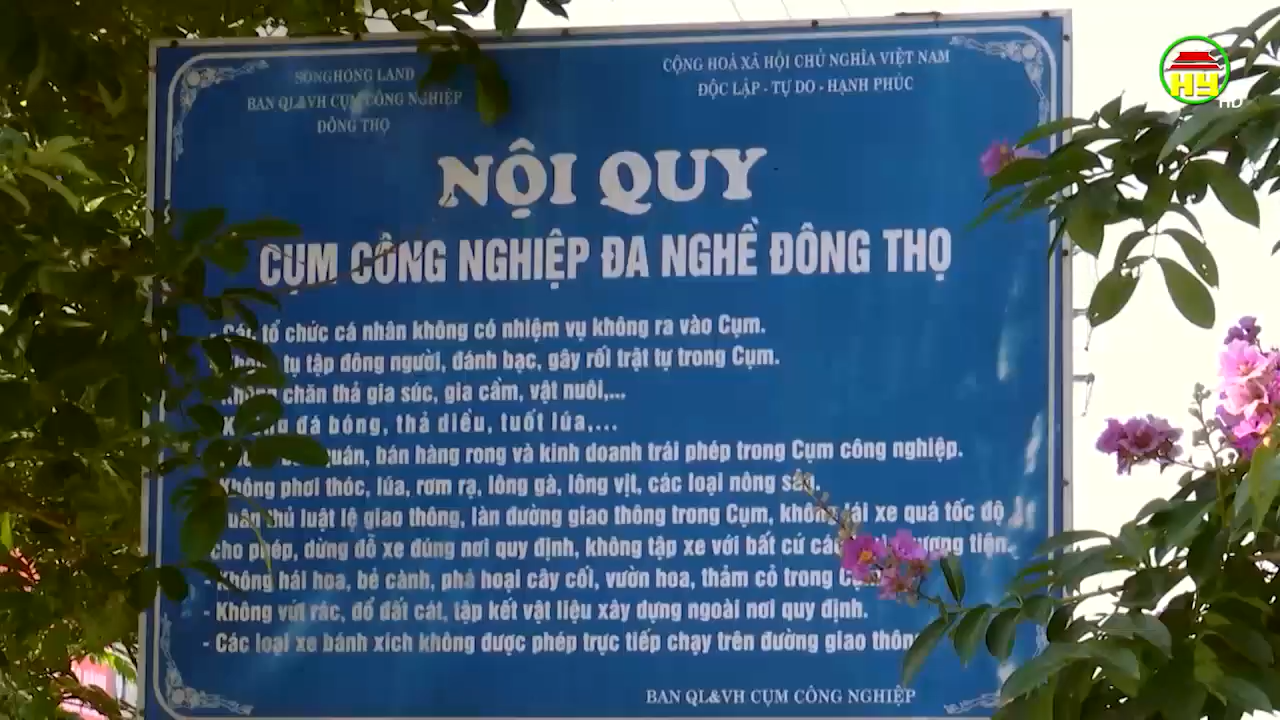 SONGHONG LAND
BAN QL&VH CỤM CÔNG NGHIỆP
ĐÔNG THỌ
CỘNG HOÀ XÃ HỘI CHỦ NGHĨA VIỆT NAM
ĐỘC LẬP - TỰ DO - HẠNH PHÚC
HY
HD
NỘI QUY
CỤM CÔNG NGHIỆP ĐA NGHỀ ĐÔNG THỌ
tổ chức cá nhân không có nhiệm vụ không ra vào Cụm.
tụ tập đông người, đánh bạc, gây rối trật tự trong Cụm.
Không chăn thả gia súc, gia cầm, vật nuôi,...
đá bóng, thả diều, tuốt lúa,...
quán, bán hàng rong và kinh doanh trái phép trong Cụm công nghiệp.
Không phơi thóc, lúa, rơm rạ, lông gà, lông vịt, các loại nông sản.
Tuân thủ luật lệ giao thông, làn đường giao thông trong Cụm, không lái xe quá tốc độ
cho phép, dừng đỗ xe đúng nơi quy định, không tập xe với bất cứ các phương tiện.
- Không hái hoa, bẻ cành, phá hoại cây cối, vườn hoa, thảm cỏ trong
- Không vứt rác, đổ đất cát, tập kết vật liệu xây dựng ngoài nơi quy định.
- Các loại xe bánh xích không được phép trực tiếp chạy trên đường giao thông
BAN QL&VH CỤM CÔNG NGHIỆP